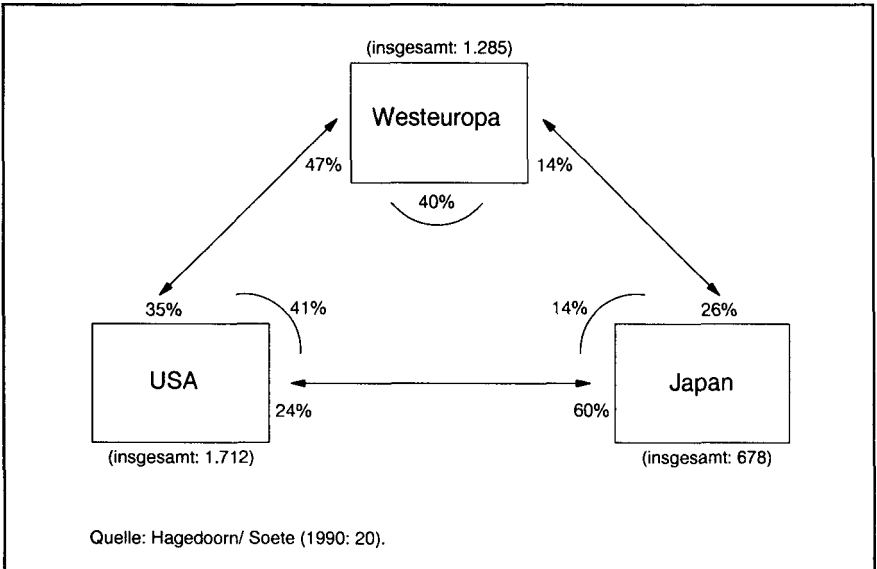 (insgesamt: 1.285)
Westeuropa
47%
14%
40%
35%
41%
14%
26%
USA
Japan
24%
60%
(insgesamt: 1.712)
(insgesamt: 678)
Quelle: Hagedoorn/ Soete (1990: 20).